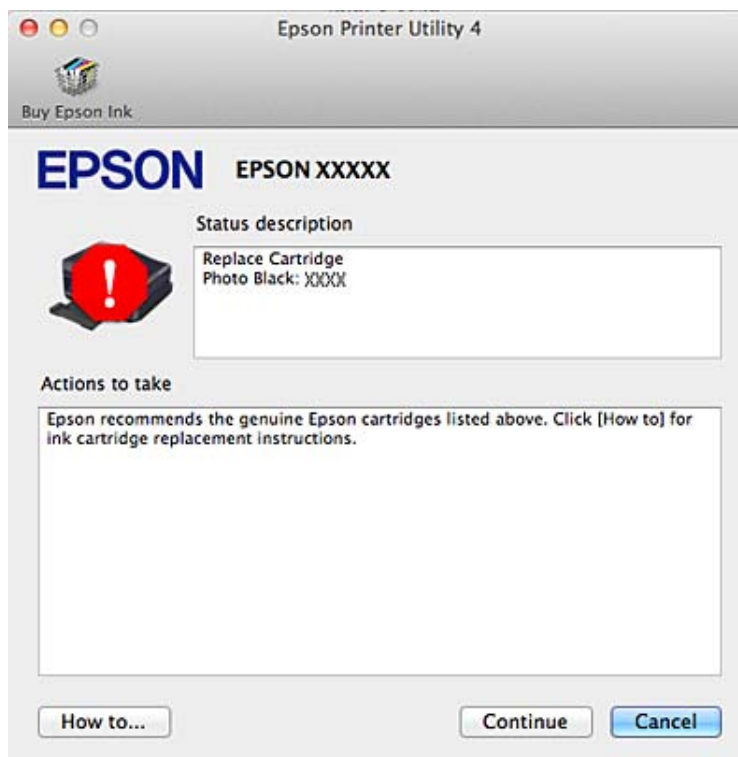 Epson Printer Utility 4
Buy Epson Ink
EPSON EPSON XXXXX
Status description
Replace Cartridge
Photo Black: XXXX
Actions to take
Epson recommends the genuine Epson cartridges listed above. Click [How to] for
ink cartridge replacement instructions.
How to... Continue Cancel